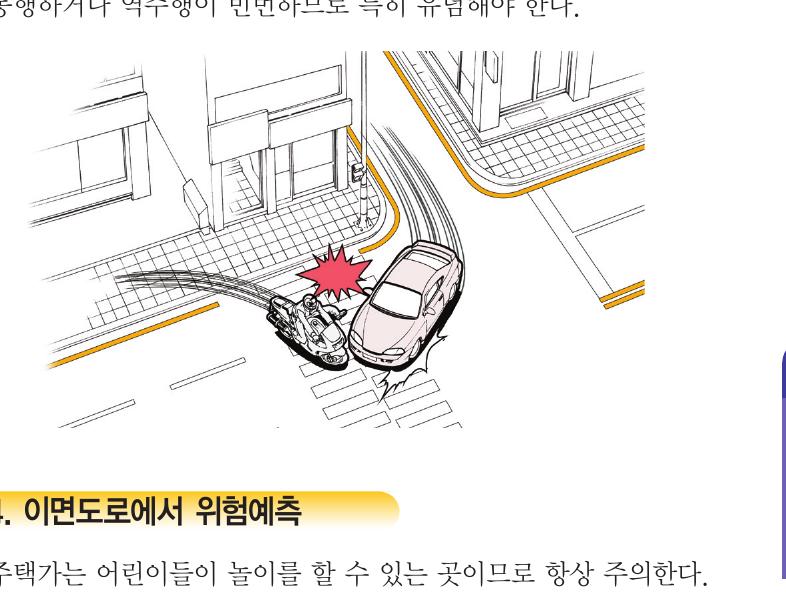 통행하거나 역주행이 빈번하므로 특히 유념해야 한다.
4. 이면도로에서 위험예측
주택가는 어린이들이 놀이를 할 수 있는 곳이므로 항상 주의한다.